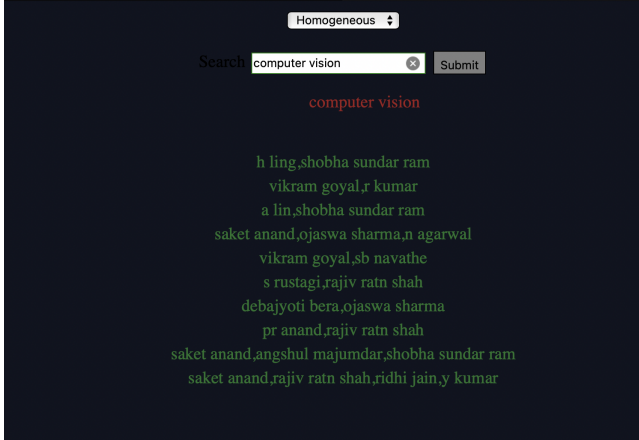 Homogeneous
Search computer vision Submit
computer vision
h ling,shobha sundar ram
vikram goyal,r kumar
a lin,shobha sundar ram
saket anand,ojaswa sharma,n agarwal
vikram goyal,sb navathe
s rustagi,rajiv ratn shah
debajyoti bera,ojaswa sharma
pr anand,rajiv ratn shah
saket anand,angshul majumdar,shobha sundar ram
saket anand,rajiv ratn shah,ridhi jain,y kumar